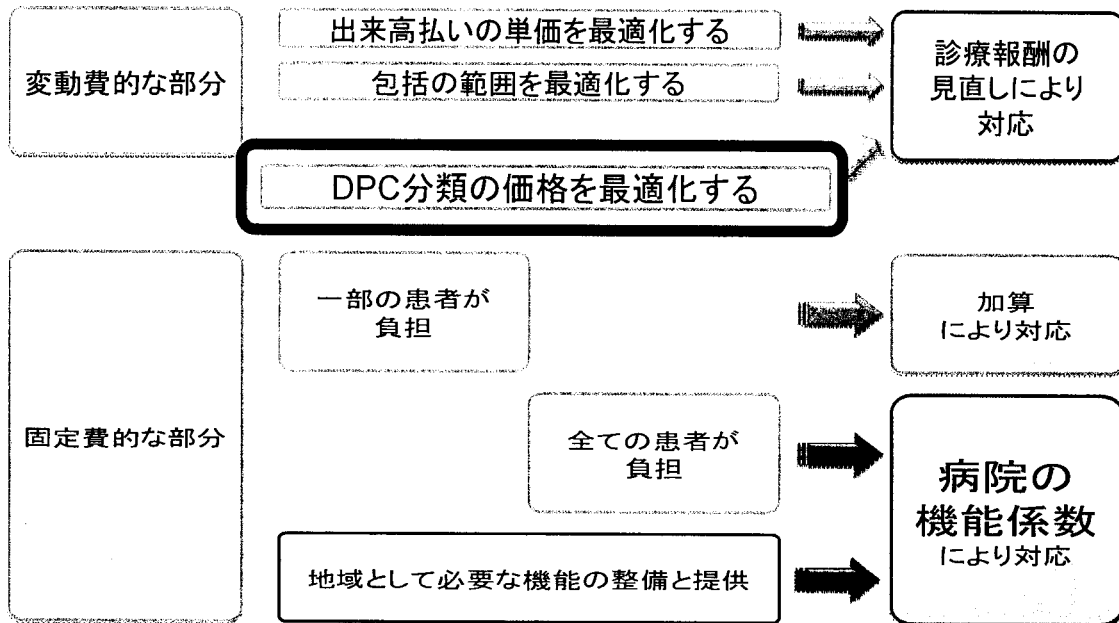 変動費的な部分
出来高払いの単価を最適化する
包括の範囲を最適化する
DPC分類の価格を最適化する
診療報酬の
見直しにより
対応
固定費的な部分
一部の患者が
負担
加算
により対応
全ての患者が
負担
地域として必要な機能の整備と提供
病院の
機能係数
により対応